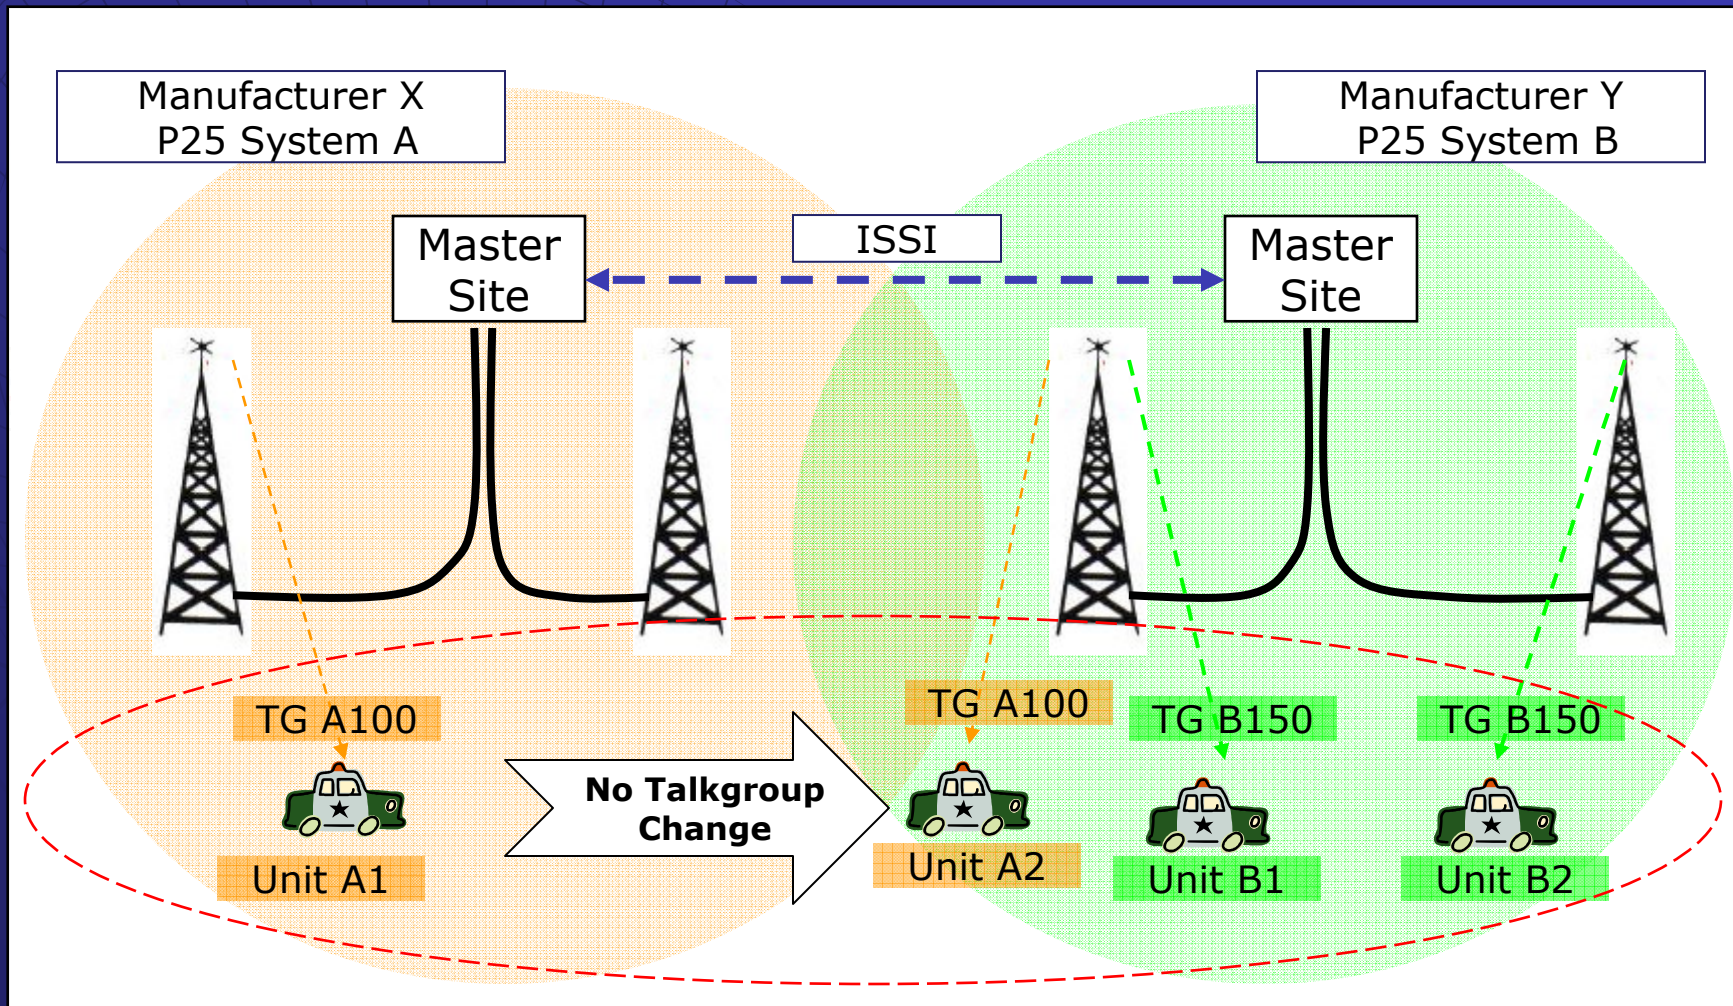 Manufacturer X
P25 System A
Manufacturer Y
P25 System B
ISSI
Master
Site
Master
Site
TG A100
TG A100
TG B150
TG B150
No Talkgroup
Change
Unit A1
Unit A2
Unit B1
Unit B2